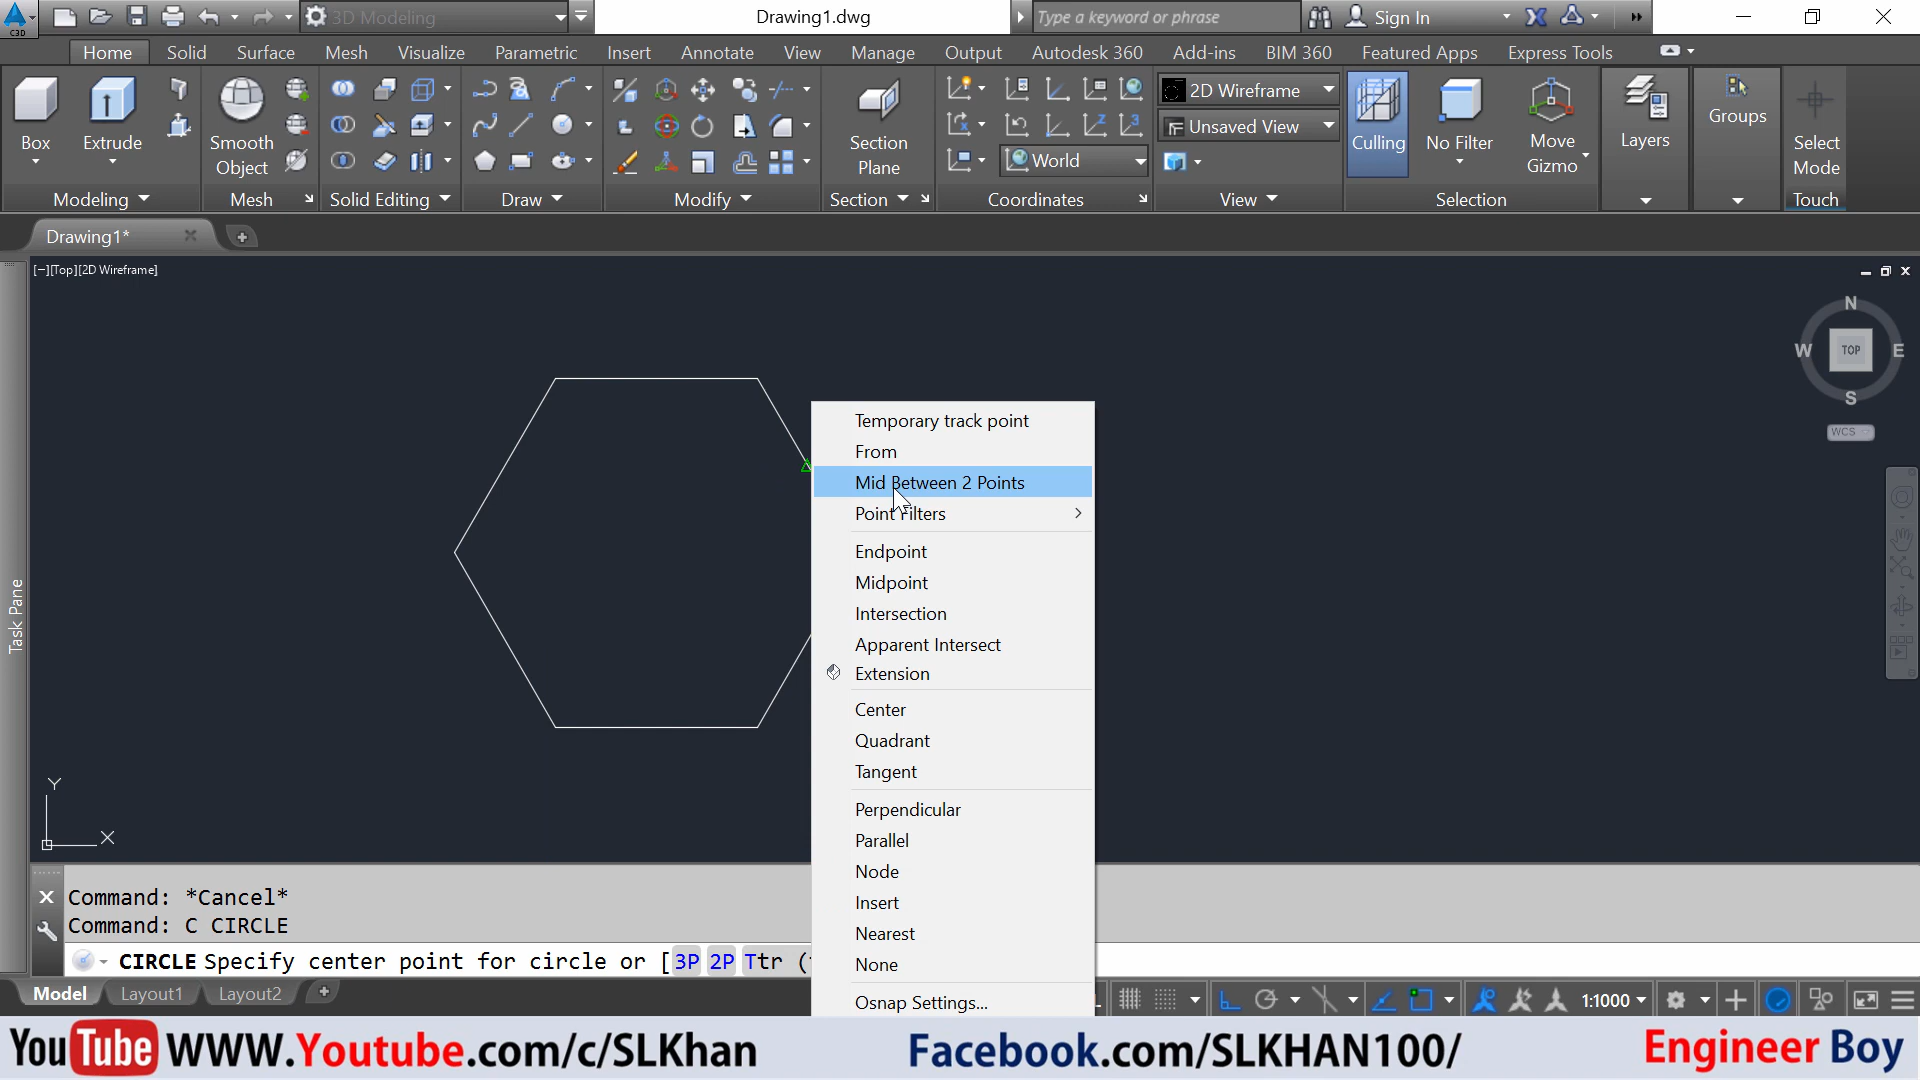 C3D
3D Modeling
Drawing1.dwg
Type a keyword or phrase
Sign In
Home
Solid
Surface
Mesh
Visualize
Parametric
Insert
Annotate
View
Manage
Output
Autodesk 360
Add-ins
BIM 360
Featured Apps
Express Tools
Box
Extrude
Smooth
Object
Section
Plane
World
2D Wireframe
Unsaved View
Culling
No Filter
Move
Gizmo
Layers
Groups
Select
Mode
Modeling
Mesh
Solid Editing
Draw
Modify
Section
Coordinates
View
Selection
Touch
Drawing1*
[−][Top][2D Wireframe]
N
W
TOP
E
S
WCS
Task Pane
Temporary track point
From
Mid Between 2 Points
Point Filters
Endpoint
Midpoint
Intersection
Apparent Intersect
Extension
Center
Quadrant
Tangent
Perpendicular
Parallel
Node
Insert
Nearest
None
Osnap Settings...
Y
X
Command: *Cancel*
Command: C CIRCLE
CIRCLE Specify center point for circle or [3P 2P Ttr (
Model
Layout1
Layout2
1:1000
YouTube WWW.Youtube.com/c/SLKhan
Facebook.com/SLKHAN100/
Engineer Boy